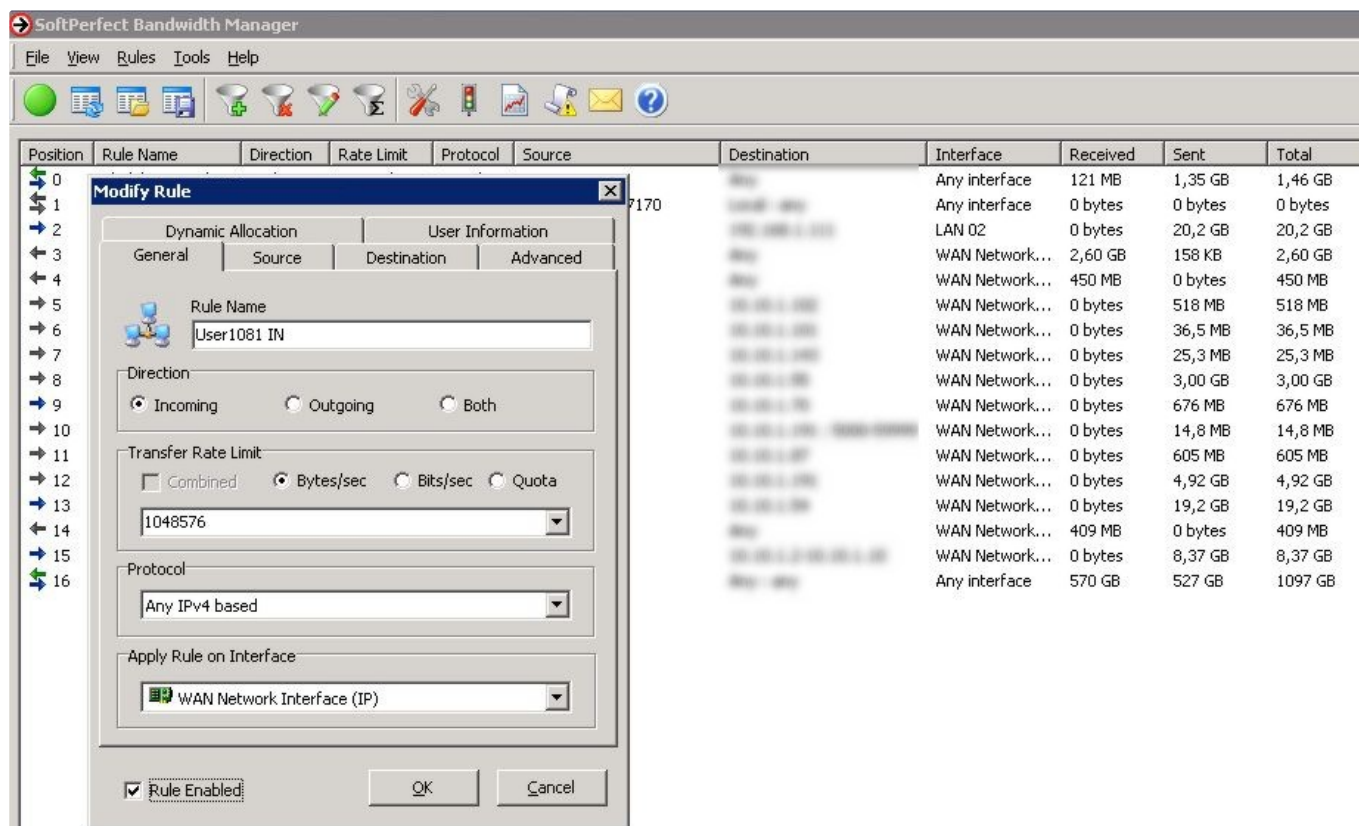 SoftPerfect Bandwidth Manager
File View Rules Tools Help
Position Rule Name Direction Rate Limit Protocol Source Destination Interface Received Sent Total
0 Any interface 121 MB 1,35 GB 1,46 GB
1 7170 Any interface 0 bytes 0 bytes 0 bytes
2 LAN 02 0 bytes 20,2 GB 20,2 GB
3 WAN Network... 2,60 GB 158 KB 2,60 GB
4 WAN Network... 450 MB 0 bytes 450 MB
5 WAN Network... 0 bytes 518 MB 518 MB
6 WAN Network... 0 bytes 36,5 MB 36,5 MB
7 WAN Network... 0 bytes 25,3 MB 25,3 MB
8 WAN Network... 0 bytes 3,00 GB 3,00 GB
9 WAN Network... 0 bytes 676 MB 676 MB
10 WAN Network... 0 bytes 14,8 MB 14,8 MB
11 WAN Network... 0 bytes 605 MB 605 MB
12 WAN Network... 0 bytes 4,92 GB 4,92 GB
13 WAN Network... 0 bytes 19,2 GB 19,2 GB
14 WAN Network... 409 MB 0 bytes 409 MB
15 WAN Network... 0 bytes 8,37 GB 8,37 GB
16 Any interface 570 GB 527 GB 1097 GB
Modify Rule
Dynamic Allocation User Information
General Source Destination Advanced
Rule Name
User1081 IN
Direction
Incoming Outgoing Both
Transfer Rate Limit
Combined Bytes/sec Bits/sec Quota
1048576
Protocol
Any IPv4 based
Apply Rule on Interface
WAN Network Interface (IP)
Rule Enabled OK Cancel